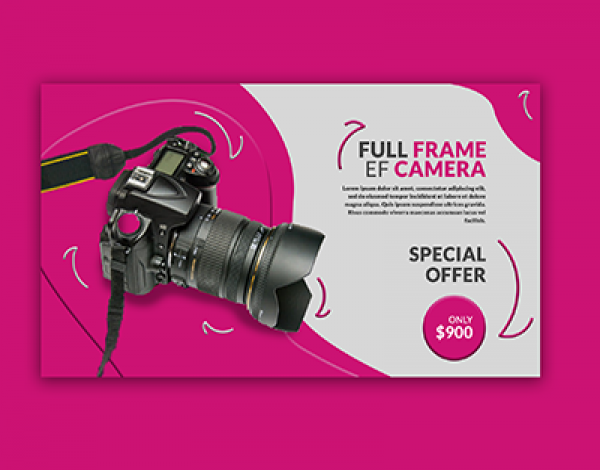 FULL FRAME
EF CAMERA
Lorem ipsum dolor sit amet, consectetur adipiscing elit,
sed do eiusmod tempor incididunt ut labore et dolore
magna aliqua. Quis ipsum suspendisse ultrices gravida.
Risus commodo viverra maecenas accumsan lacus vel
facilisis.
SPECIAL
OFFER
ONLY
$900